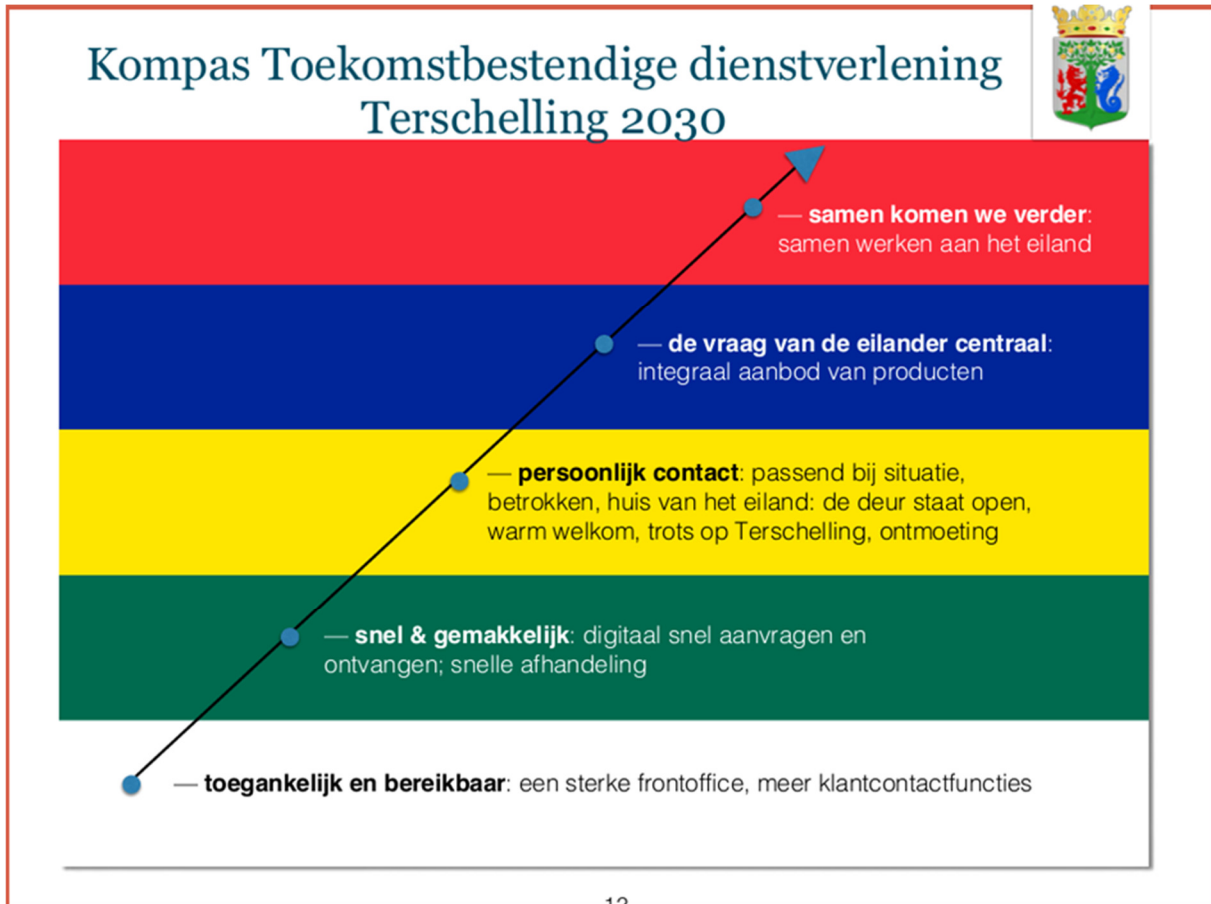 Kompas Toekomstbestendige dienstverlening
Terschelling 2030
— samen komen we verder:
samen werken aan het eiland
— de vraag van de eilander centraal:
integraal aanbod van producten
— persoonlijk contact: passend bij situatie,
betrokken, huis van het eiland: de deur staat open,
warm welkom, trots op Terschelling, ontmoeting
— snel & gemakkelijk: digitaal snel aanvragen en
ontvangen; snelle afhandeling
— toegankelijk en bereikbaar: een sterke frontoffice, meer klantcontactfuncties